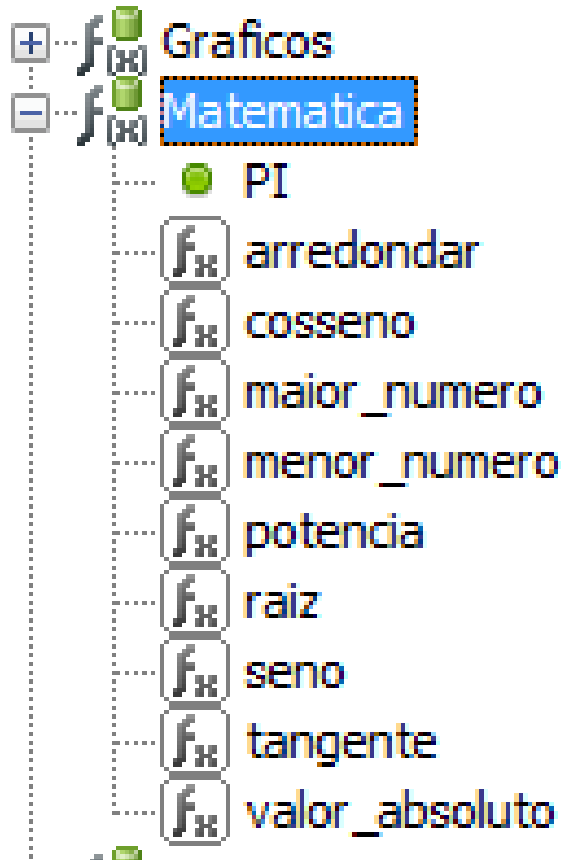 Graficos
Matematica
PI
arredondar
cosseno
maior_numero
menor_numero
potencia
raiz
seno
tangente
valor_absoluto